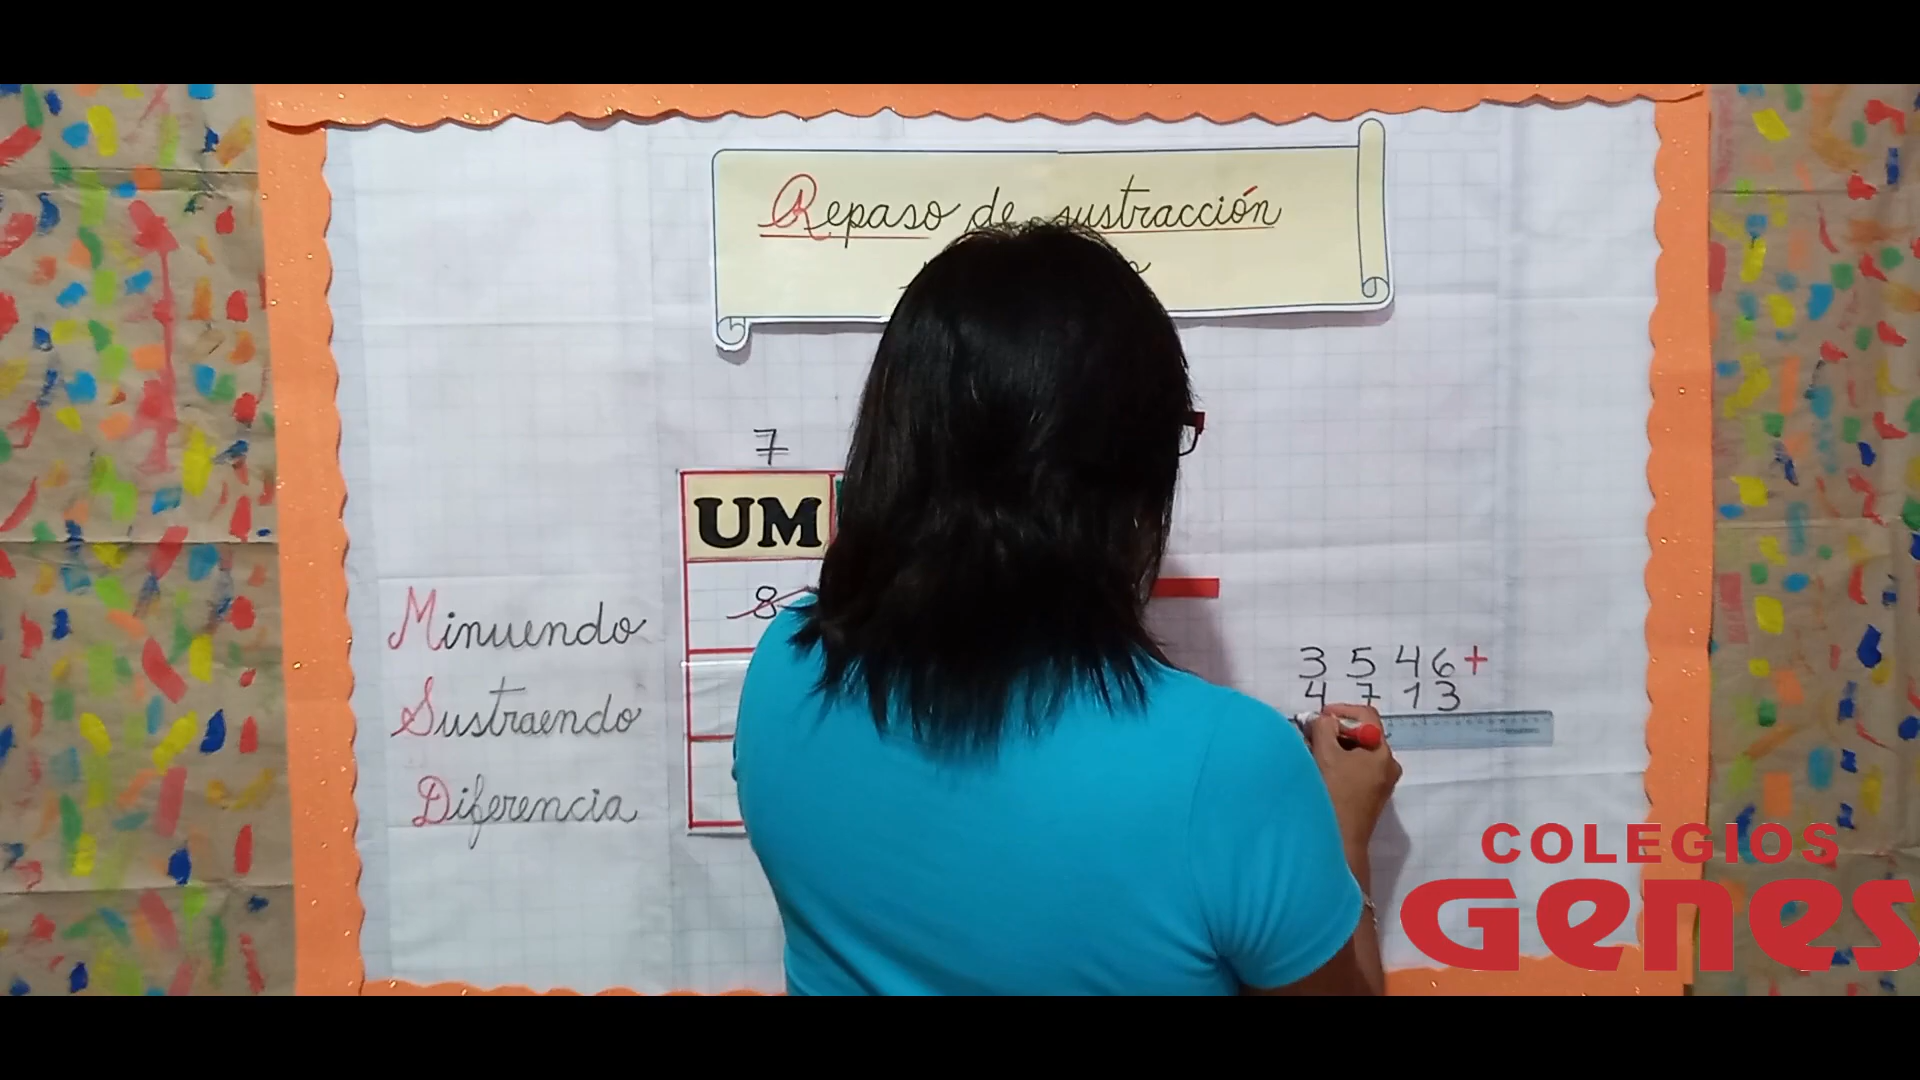 Repaso de sustracción
7
UM
8
Minuendo
3 5 4 6 +
4 7 1 3
Sustraendo
Diferencia
COLEGIOS
Genes